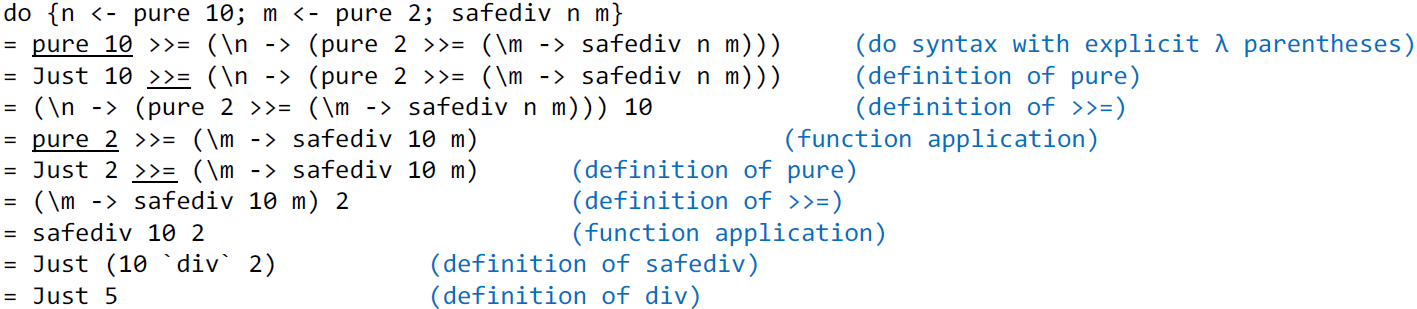 do {n <- pure 10; m <- pure 2; safediv n m}
= pure 10 >>= (\n -> (pure 2 >>= (\m -> safediv n m))) (do syntax with explicit λ parentheses)
= Just 10 >>= (\n -> (pure 2 >>= (\m -> safediv n m))) (definition of pure)
= (\n -> (pure 2 >>= (\m -> safediv n m))) 10 (definition of >>=)
= pure 2 >>= (\m -> safediv 10 m) (function application)
= Just 2 >>= (\m -> safediv 10 m) (definition of pure)
= (\m -> safediv 10 m) 2 (definition of >>=)
= safediv 10 2 (function application)
= Just (10 `div` 2) (definition of safediv)
= Just 5 (definition of div)